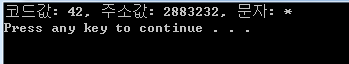 코드값: 42, 주소값: 2883232, 문자: *
Press any key to continue . . .